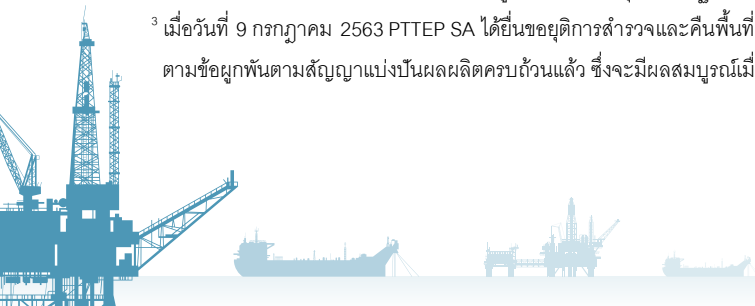 ³ เมื่อวันที่ 9 กรกฎาคม 2563 PTTEP SA ได้ยื่นขอยุติการสำรวจและคืนพื้นที่
ตามข้อผูกพันตามสัญญาแบ่งปันผลผลิตครบถ้วนแล้ว ซึ่งจะมีผลสมบูรณ์เมื่